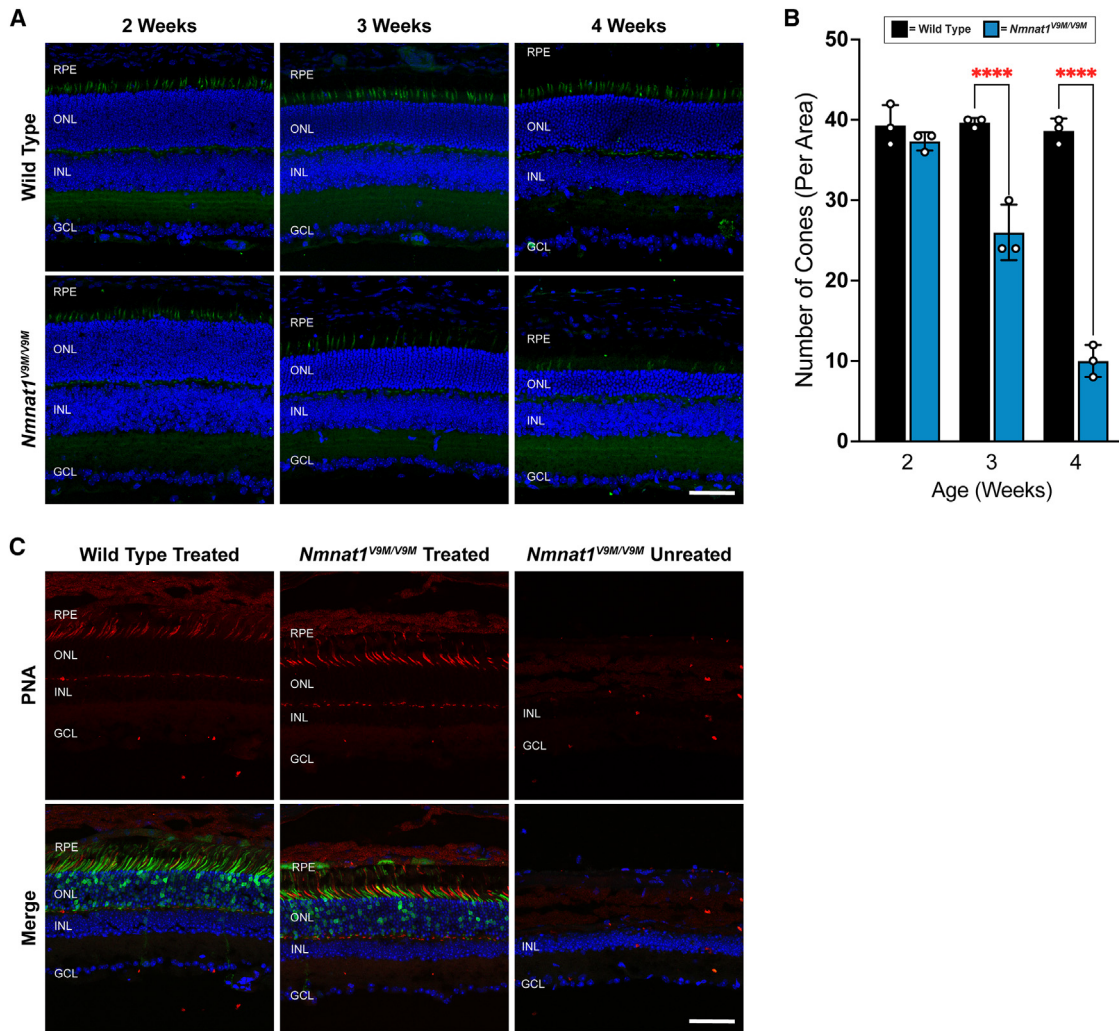 A
2 Weeks
3 Weeks
4 Weeks
Wild Type
RPE
ONL
INL
GCL
RPE
ONL
INL
GCL
RPE
ONL
INL
GCL
Nmnat1V9M/V9M
RPE
ONL
INL
GCL
RPE
ONL
INL
GCL
RPE
ONL
INL
GCL
B
= Wild Type = Nmnat1V9M/V9M
Number of Cones (Per Area)
50
40
30
20
10
0
****
****
2
3
4
Age (Weeks)
C
Wild Type Treated
Nmnat1V9M/V9M Treated
Nmnat1V9M/V9M Unreated
PNA
RPE
ONL
INL
GCL
RPE
ONL
INL
GCL
INL
GCL
Merge
RPE
ONL
INL
GCL
RPE
ONL
INL
GCL
INL
GCL